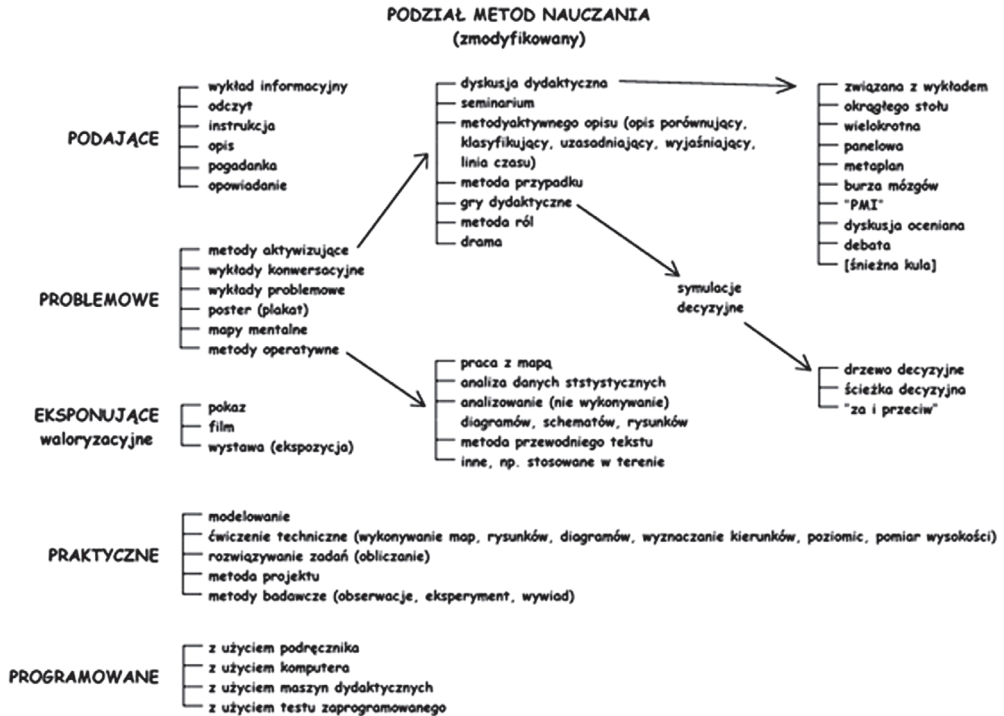 PODZIAŁ METOD NAUCZANIA
(zmodyfikowany)
PODAJĄCE
wykład informacyjny
odczyt
instrukcja
opis
pogadanka
opowiadanie
PROBLEMOWE
metody aktywizujące
wykłady konwersacyjne
wykłady problemowe
poster (plakat)
mapy mentalne
metody operatywne
dyskusja dydaktyczna
seminarium
metodyaktywnego opisu (opis porównujący,
klasyfikujący, uzasadniający, wyjaśniający,
linia czasu)
metoda przypadku
gry dydaktyczne
metoda ról
drama
związana z wykładem
okrągłego stołu
wielokrotna
panelowa
metaplan
burza mózgów
"PMI"
dyskusja oceniana
debata
[śnieżna kula]
symulacje
decyzyjne
drzewo decyzyjne
ścieżka decyzyjna
"za i przeciw"
praca z mapą
analiza danych ststystycznych
analizowanie (nie wykonywanie)
diagramów, schematów, rysunków
metoda przewodniego tekstu
inne, np. stosowane w terenie
EKSPONUJĄCE
waloryzacyjne
pokaz
film
wystawa (ekspozycja)
PRAKTYCZNE
modelowanie
ćwiczenie techniczne (wykonywanie map, rysunków, diagramów, wyznaczanie kierunków, poziomic, pomiar wysokości)
rozwiązywanie zadań (obliczanie)
metoda projektu
metody badawcze (obserwacje, eksperyment, wywiad)
PROGRAMOWANE
z użyciem podręcznika
z użyciem komputera
z użyciem maszyn dydaktycznych
z użyciem testu zaprogramowanego